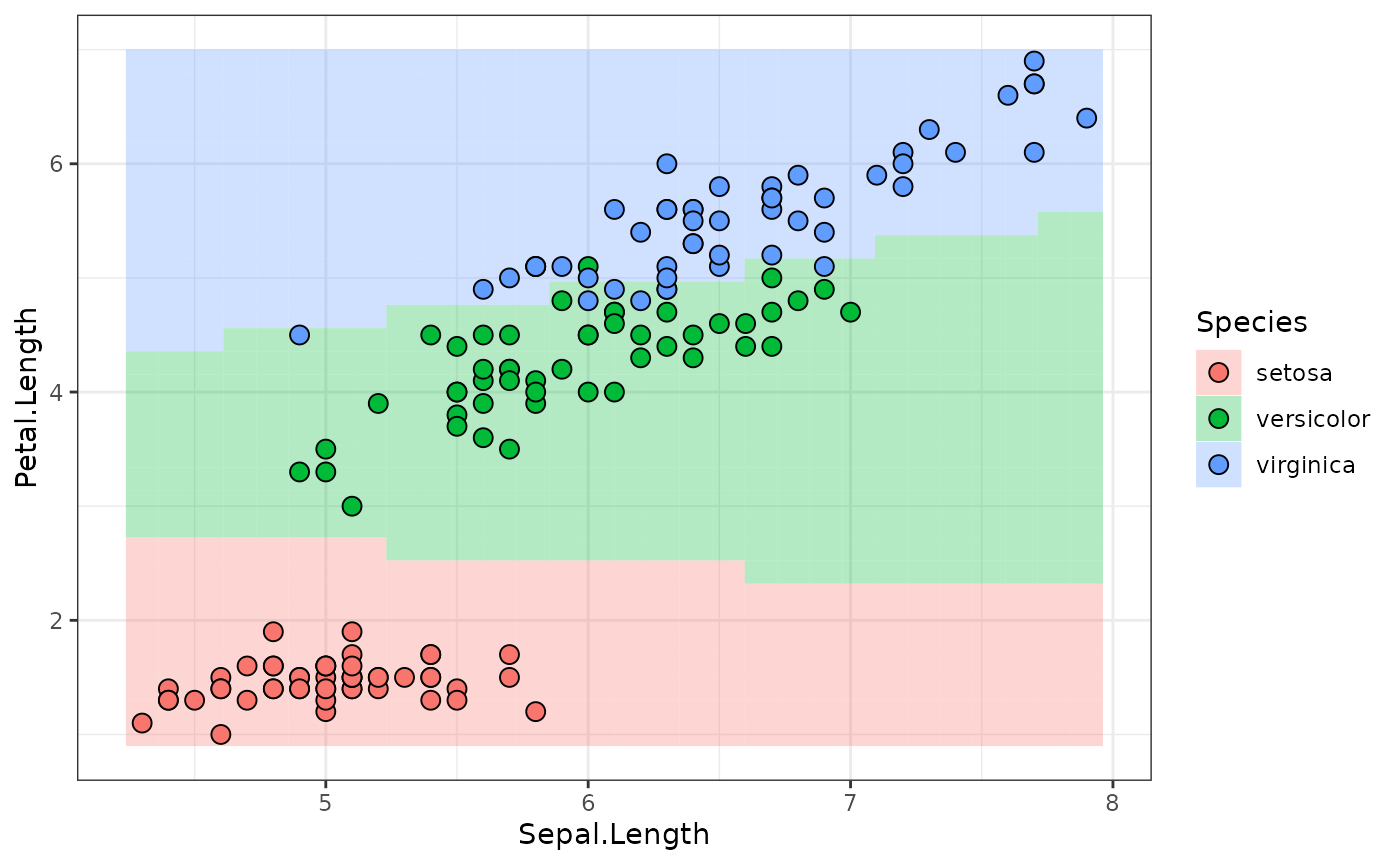 6
4
2
Petal.Length
5 6 7 8
Sepal.Length
Species
setosa
versicolor
virginica